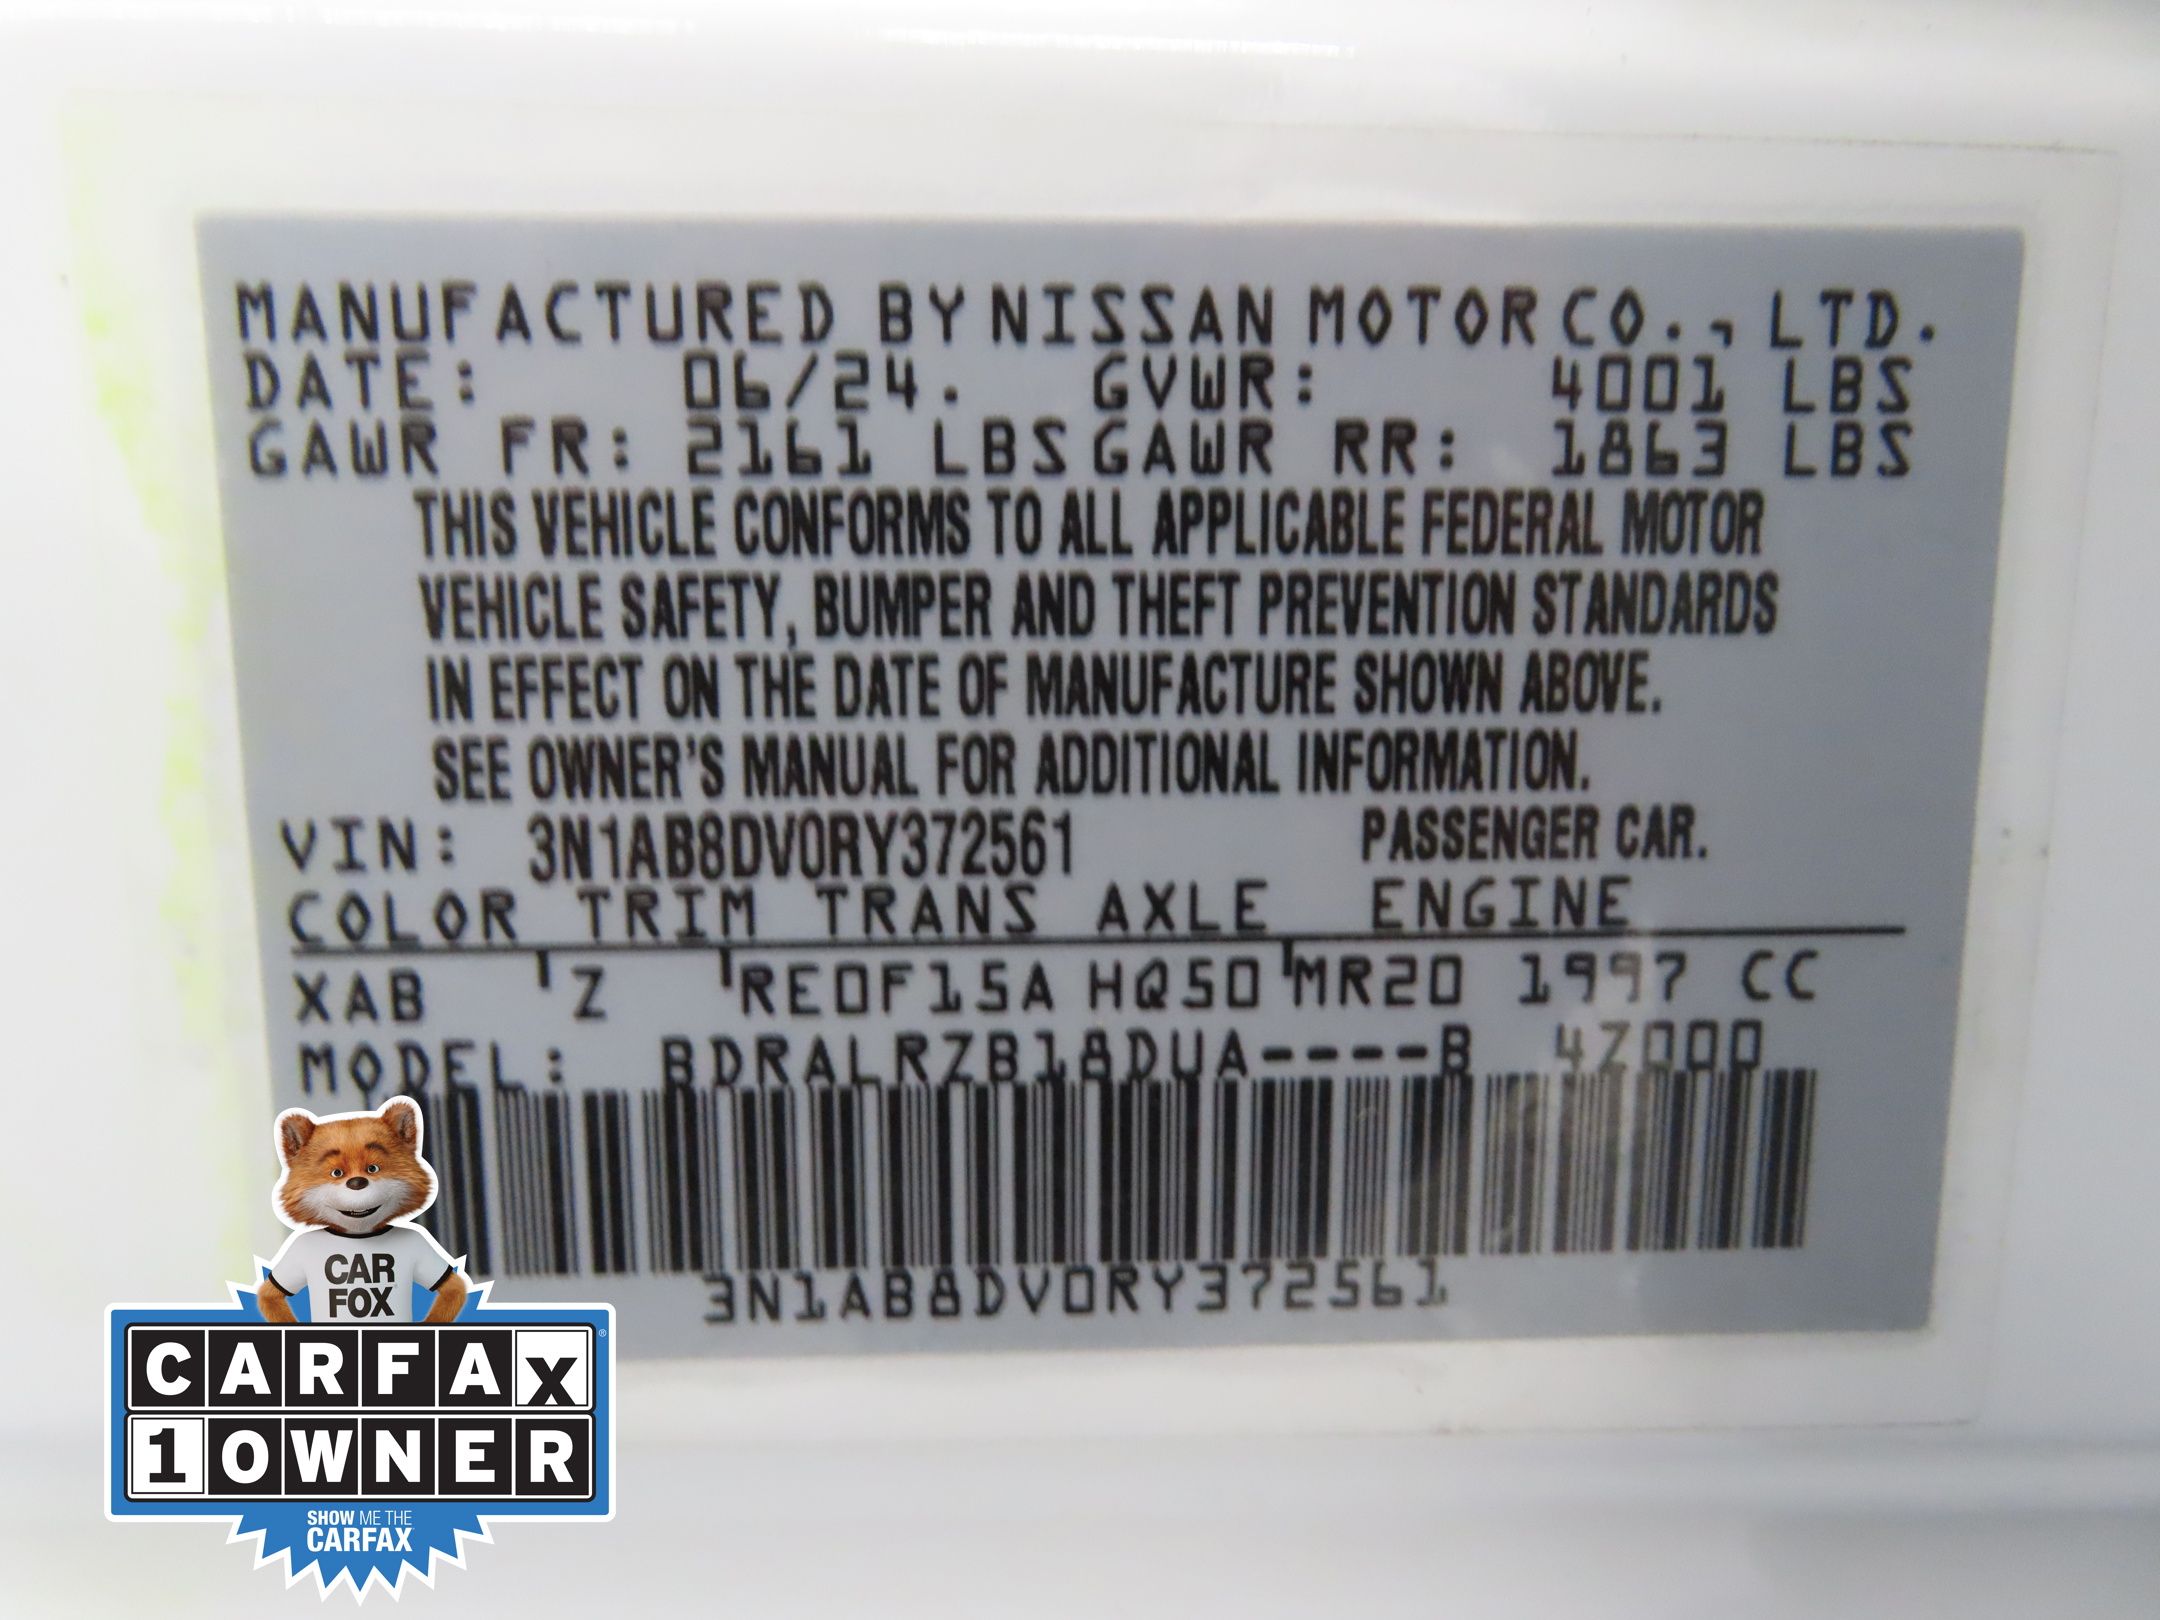 MANUFACTURED BY NISSAN MOTOR CO., LTD.
DATE: 06/24. GVWR: 4001 LBS
GAWR FR: 2161 LBS GAWR RR: 1863 LBS
THIS VEHICLE CONFORMS TO ALL APPLICABLE FEDERAL MOTOR
VEHICLE SAFETY, BUMPER AND THEFT PREVENTION STANDARDS
IN EFFECT ON THE DATE OF MANUFACTURE SHOWN ABOVE.
SEE OWNER'S MANUAL FOR ADDITIONAL INFORMATION.
VIN: 3N1AB8DV0RY372561 PASSENGER CAR.
COLOR TRIM TRANS AXLE ENGINE
XAB Z RE0F15A HQ50 MR20 1997 CC
MODEL: BDRALRZB18DUA----B 4Z000
3N1AB8DV0RY372561
CAR
FOX
CARFAX
1 OWNER
SHOW ME THE
CARFAX